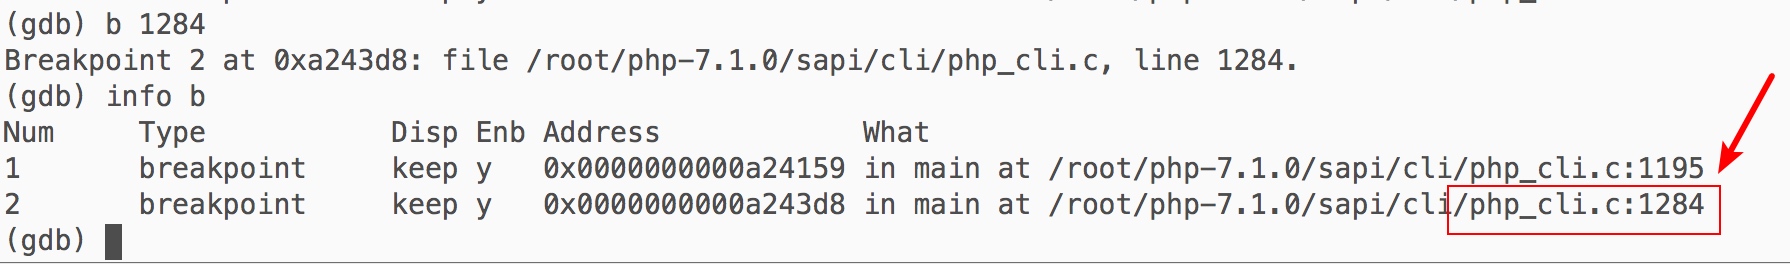 (gdb) b 1284
Breakpoint 2 at 0xa243d8: file /root/php-7.1.0/sapi/cli/php_cli.c, line 1284.
(gdb) info b
Num     Type           Disp Enb Address            What
1       breakpoint     keep y   0x0000000000a24159 in main at /root/php-7.1.0/sapi/cli/php_cli.c:1195
2       breakpoint     keep y   0x0000000000a243d8 in main at /root/php-7.1.0/sapi/cli/php_cli.c:1284
(gdb)